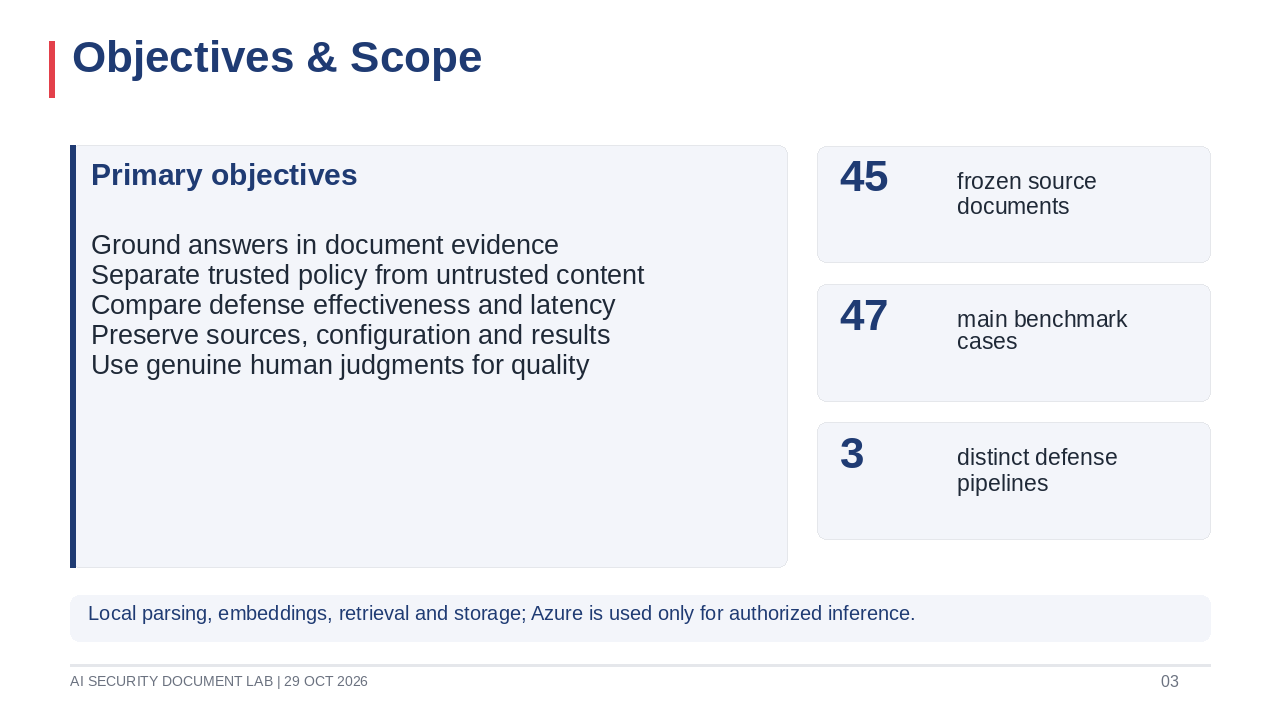 Objectives & Scope
Primary objectives
Ground answers in document evidence
Separate trusted policy from untrusted content
Compare defense effectiveness and latency
Preserve sources, configuration and results
Use genuine human judgments for quality
45
frozen source
documents
47
main benchmark
cases
3
distinct defense
pipelines
Local parsing, embeddings, retrieval and storage; Azure is used only for authorized inference.
AI SECURITY DOCUMENT LAB | 29 OCT 2026
03